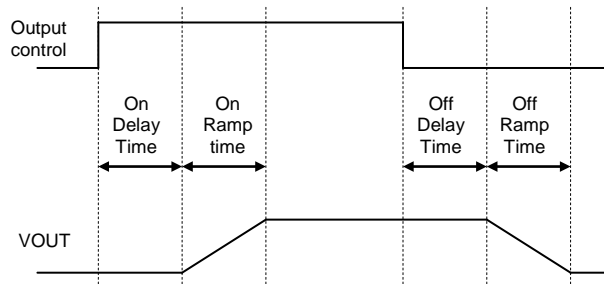 Output
control
On
Delay
Time
On
Ramp
time
Off
Delay
Time
Off
Ramp
Time
VOUT